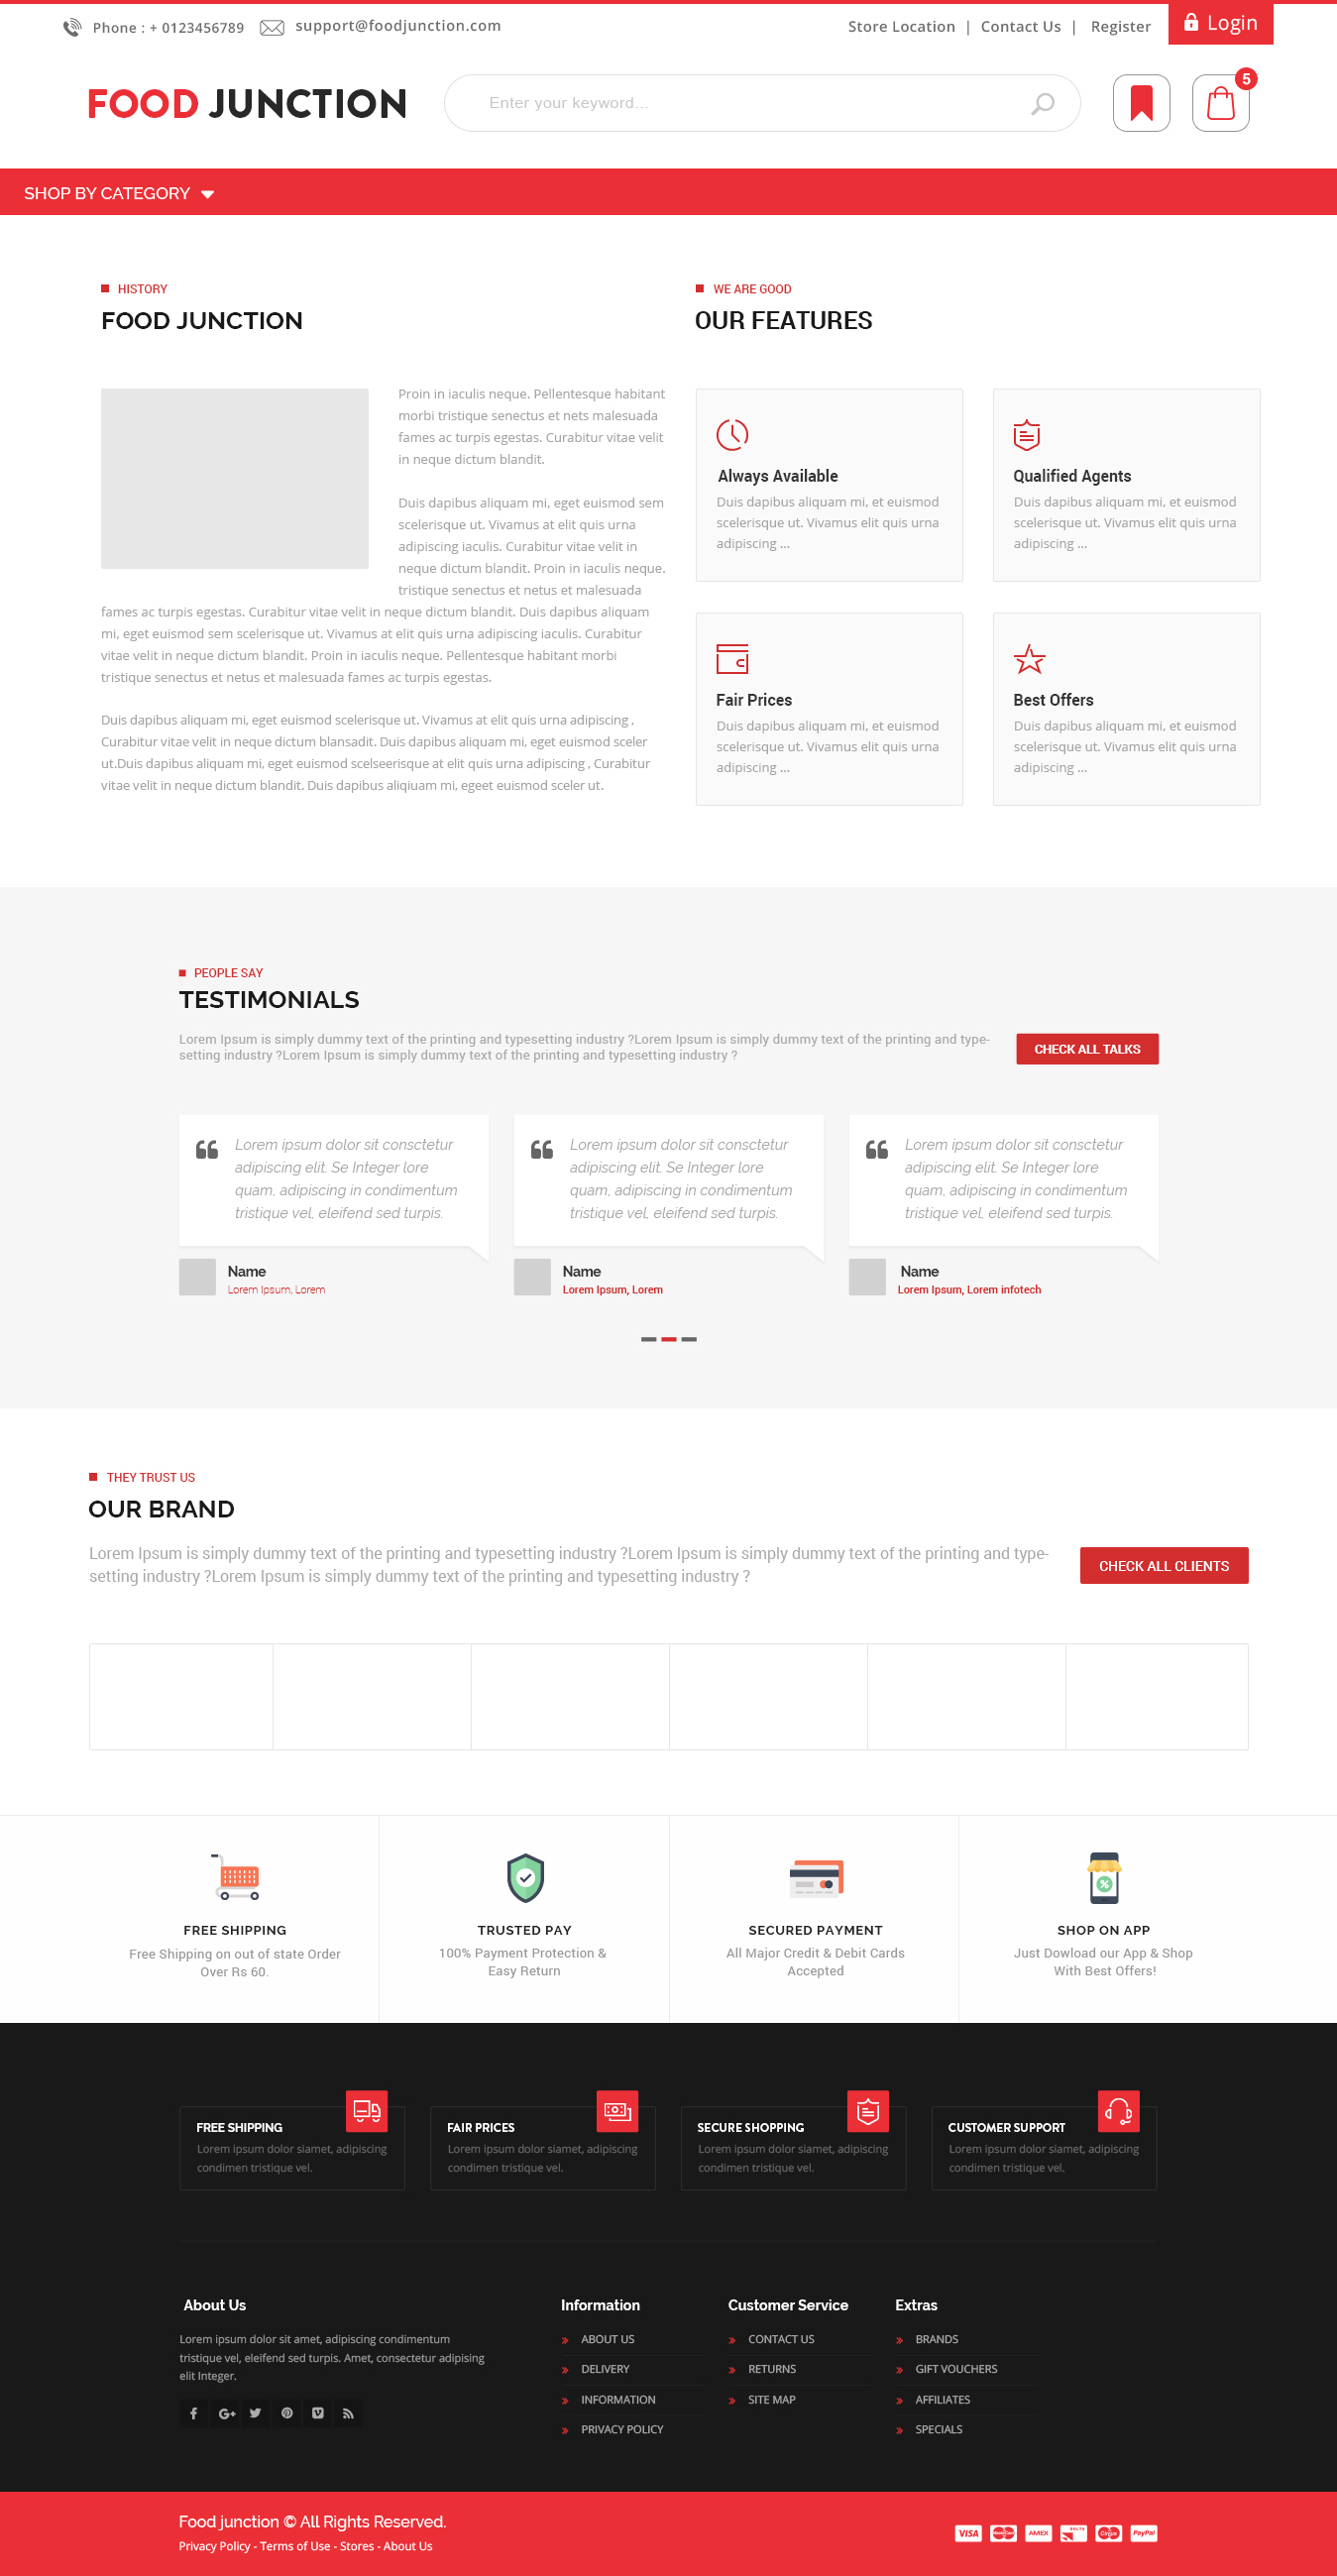 Phone : + 0123456789
support@foodjunction.com
Store Location | Contact Us | Register
Login
FOOD JUNCTION
Enter your keyword...
5
SHOP BY CATEGORY
HISTORY
FOOD JUNCTION
Proin in iaculis neque. Pellentesque habitant
morbi tristique senectus et nets malesuada
fames ac turpis egestas. Curabitur vitae velit
in neque dictum blandit.
Duis dapibus aliquam mi, eget euismod sem
scelerisque ut. Vivamus at elit quis urna
adipiscing iaculis. Curabitur vitae velit in
neque dictum blandit. Proin in iaculis neque.
tristique senectus et netus et malesuada
fames ac turpis egestas. Curabitur vitae velit in neque dictum blandit. Duis dapibus aliquam
mi, eget euismod sem scelerisque ut. Vivamus at elit quis urna adipiscing iaculis. Curabitur
vitae velit in neque dictum blandit. Proin in iaculis neque. Pellentesque habitant morbi
tristique senectus et netus et malesuada fames ac turpis egestas.
Duis dapibus aliquam mi, eget euismod scelerisque ut. Vivamus at elit quis urna adipiscing ,
Curabitur vitae velit in neque dictum blansadit. Duis dapibus aliquam mi, eget euismod sceler
ut.Duis dapibus aliquam mi, eget euismod scelseerisque at elit quis urna adipiscing , Curabitur
vitae velit in neque dictum blandit. Duis dapibus aliqiuam mi, egeet euismod sceler ut.
WE ARE GOOD
OUR FEATURES
Always Available
Duis dapibus aliquam mi, et euismod
scelerisque ut. Vivamus elit quis urna
adipiscing ...
Qualified Agents
Duis dapibus aliquam mi, et euismod
scelerisque ut. Vivamus elit quis urna
adipiscing ...
Fair Prices
Duis dapibus aliquam mi, et euismod
scelerisque ut. Vivamus elit quis urna
adipiscing ...
Best Offers
Duis dapibus aliquam mi, et euismod
scelerisque ut. Vivamus elit quis urna
adipiscing ...
PEOPLE SAY
TESTIMONIALS
Lorem Ipsum is simply dummy text of the printing and typesetting industry ?Lorem Ipsum is simply dummy text of the printing and type-
setting industry ?Lorem Ipsum is simply dummy text of the printing and typesetting industry ?
CHECK ALL TALKS
Lorem ipsum dolor sit consctetur
adipiscing elit. Se Integer lore
quam, adipiscing in condimentum
tristique vel, eleifend sed turpis.
Name
Lorem Ipsum, Lorem
Lorem ipsum dolor sit consctetur
adipiscing elit. Se Integer lore
quam, adipiscing in condimentum
tristique vel, eleifend sed turpis.
Name
Lorem Ipsum, Lorem
Lorem ipsum dolor sit consctetur
adipiscing elit. Se Integer lore
quam, adipiscing in condimentum
tristique vel, eleifend sed turpis.
Name
Lorem Ipsum, Lorem infotech
THEY TRUST US
OUR BRAND
Lorem Ipsum is simply dummy text of the printing and typesetting industry ?Lorem Ipsum is simply dummy text of the printing and type-
setting industry ?Lorem Ipsum is simply dummy text of the printing and typesetting industry ?
CHECK ALL CLIENTS
FREE SHIPPING
Free Shipping on out of state Order
Over Rs 60.
TRUSTED PAY
100% Payment Protection &
Easy Return
SECURED PAYMENT
All Major Credit & Debit Cards
Accepted
SHOP ON APP
Just Dowload our App & Shop
With Best Offers!
FREE SHIPPING
Lorem ipsum dolor siamet, adipiscing
condimen tristique vel.
FAIR PRICES
Lorem ipsum dolor siamet, adipiscing
condimen tristique vel.
SECURE SHOPPING
Lorem ipsum dolor siamet, adipiscing
condimen tristique vel.
CUSTOMER SUPPORT
Lorem ipsum dolor siamet, adipiscing
condimen tristique vel.
About Us
Lorem ipsum dolor sit amet, adipiscing condimentum
tristique vel, eleifend sed turpis. Amet, consectetur adipising
elit Integer.
Information
ABOUT US
DELIVERY
INFORMATION
PRIVACY POLICY
Customer Service
CONTACT US
RETURNS
SITE MAP
Extras
BRANDS
GIFT VOUCHERS
AFFILIATES
SPECIALS
Food junction © All Rights Reserved.
Privacy Policy - Terms of Use - Stores - About Us
VISA MasterCard AMEX DELTA Cirrus PayPal